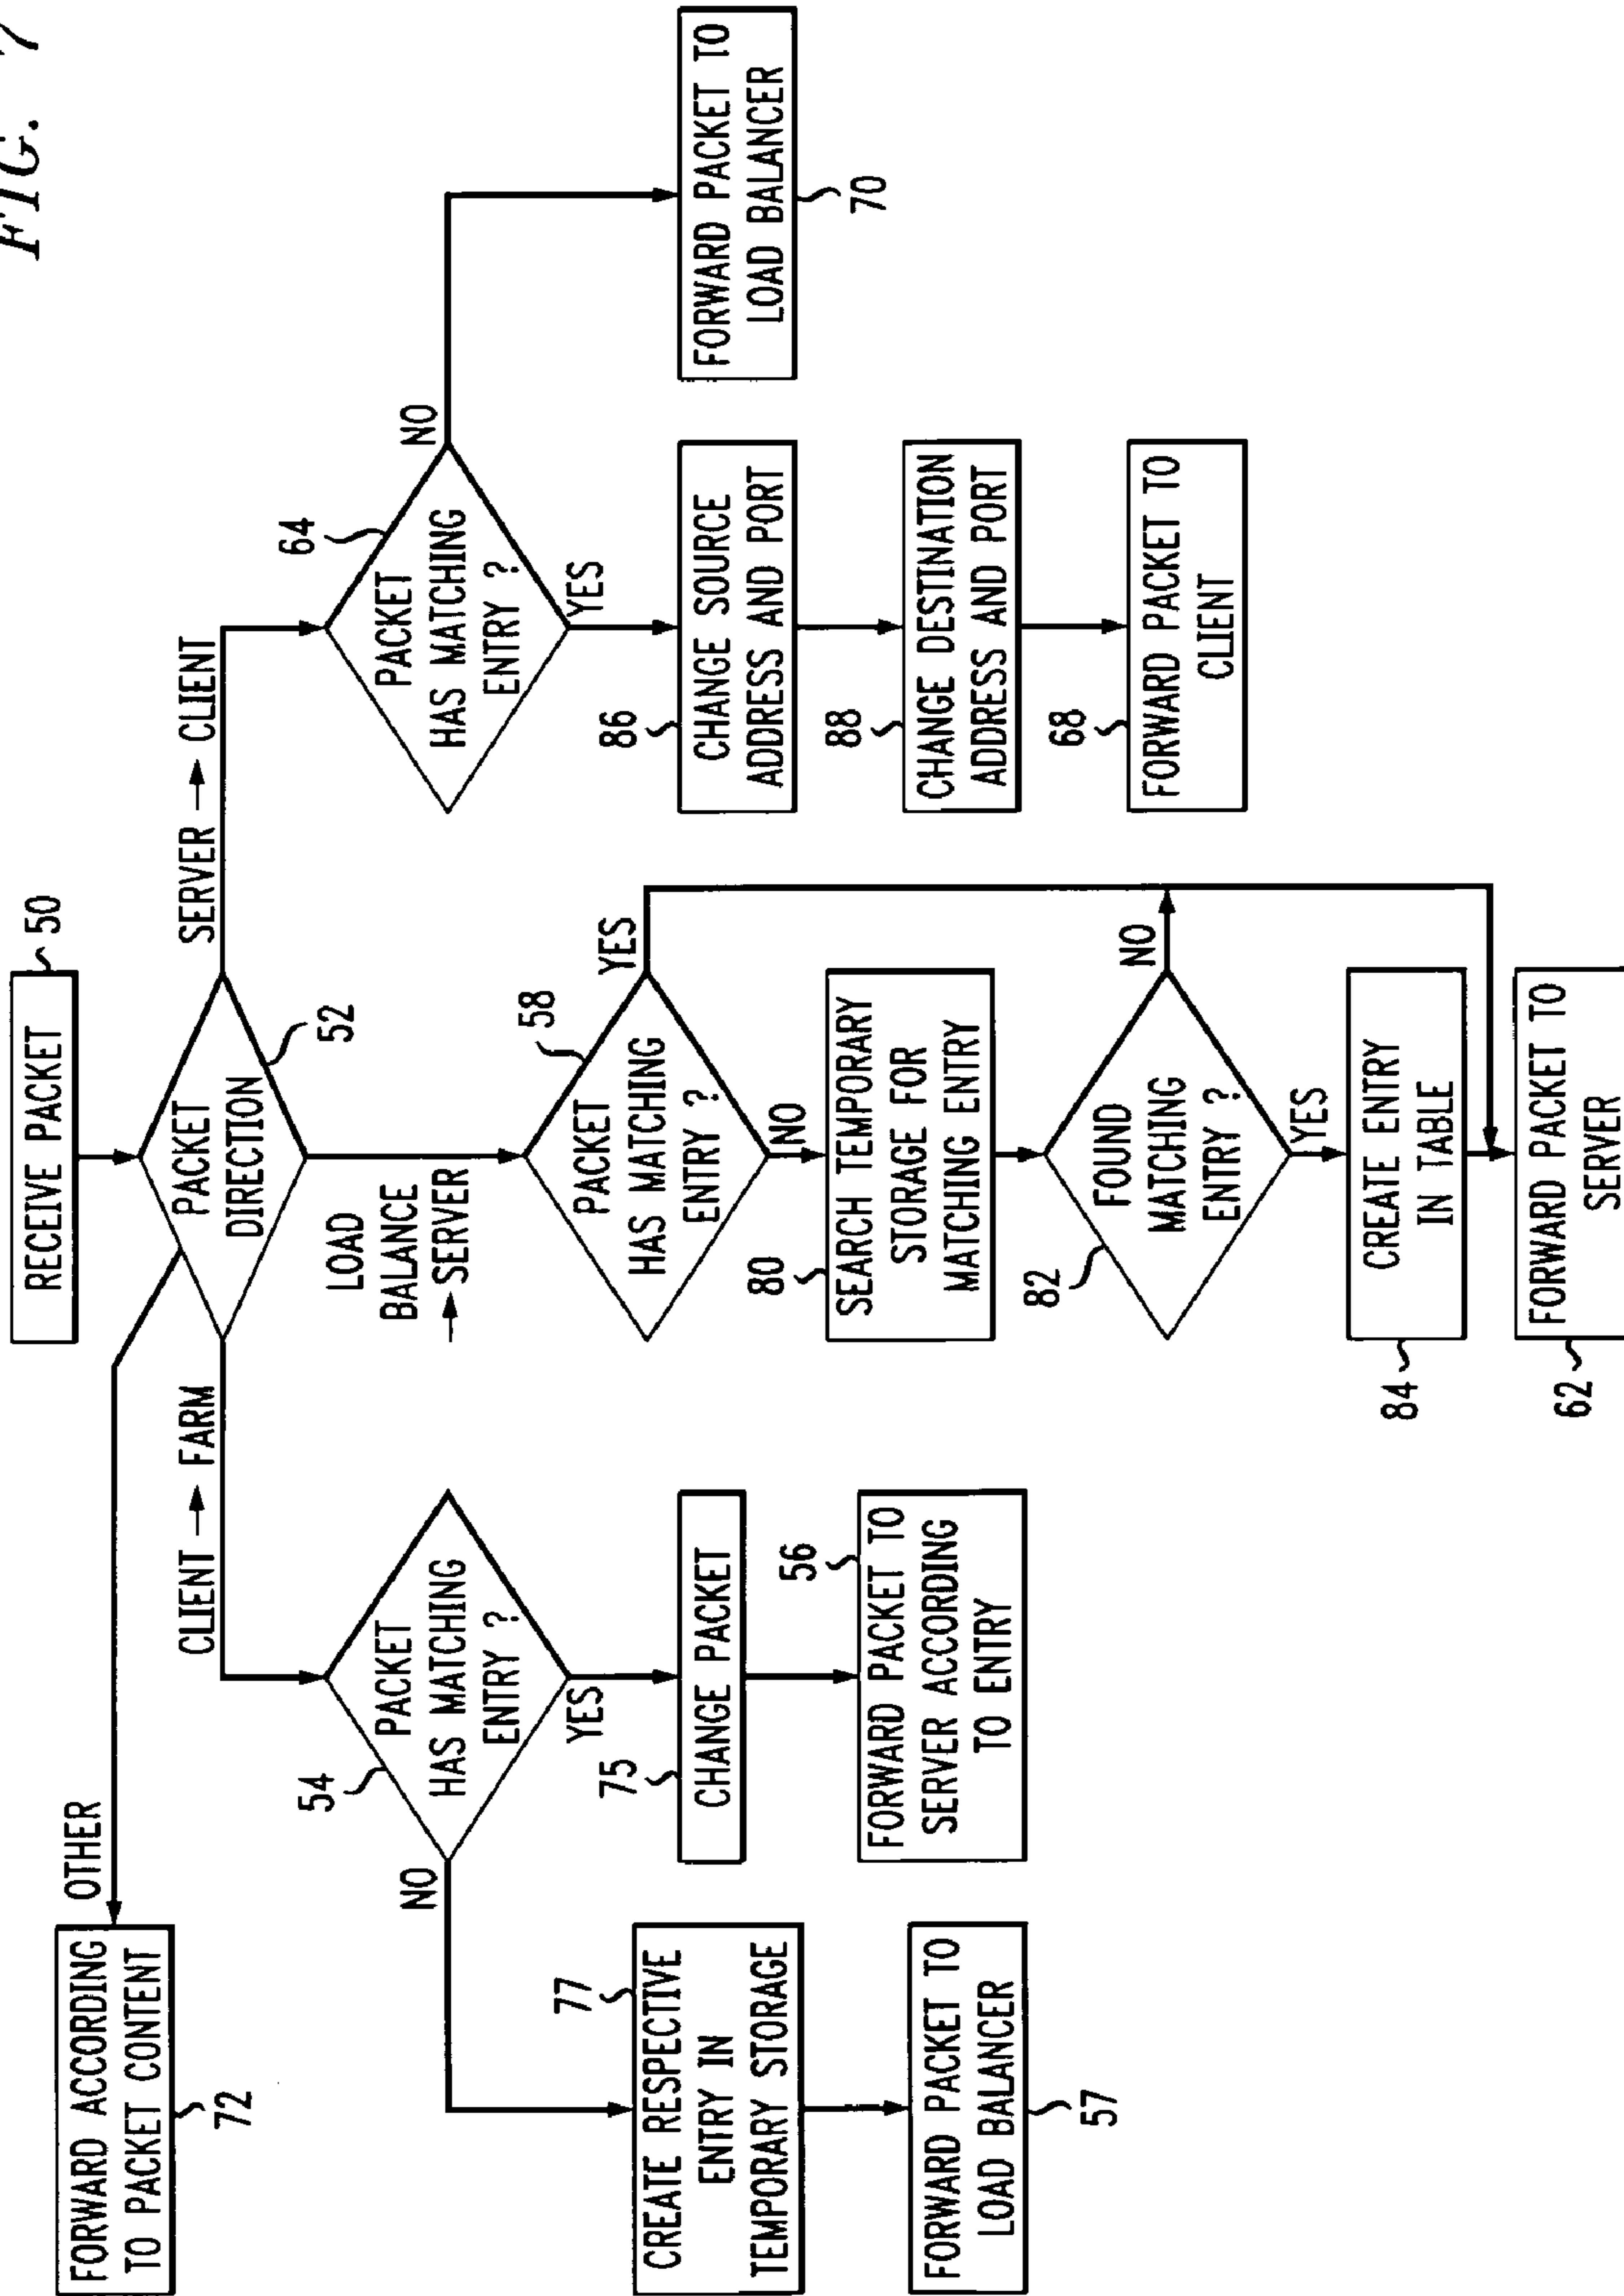 FIG. 7
RECEIVE PACKET
50
PACKET
DIRECTION
52
OTHER
FORWARD ACCORDING
TO PACKET CONTENT
72
CLIENT → FARM
LOAD
BALANCE
→ SERVER
SERVER → CLIENT
54
PACKET
HAS MATCHING
ENTRY ?
NO
YES
77
CREATE RESPECTIVE
ENTRY IN
TEMPORARY STORAGE
FORWARD PACKET TO
LOAD BALANCER
57
75
CHANGE PACKET
56
FORWARD PACKET TO
SERVER ACCORDING
TO ENTRY
58
PACKET
HAS MATCHING
ENTRY ?
YES
NO
80
SEARCH TEMPORARY
STORAGE FOR
MATCHING ENTRY
82
FOUND
MATCHING
ENTRY ?
NO
YES
84
CREATE ENTRY
IN TABLE
62
FORWARD PACKET TO
SERVER
64
PACKET
HAS MATCHING
ENTRY ?
NO
YES
86
CHANGE SOURCE
ADDRESS AND PORT
88
CHANGE DESTINATION
ADDRESS AND PORT
68
FORWARD PACKET TO
CLIENT
FORWARD PACKET TO
LOAD BALANCER
70